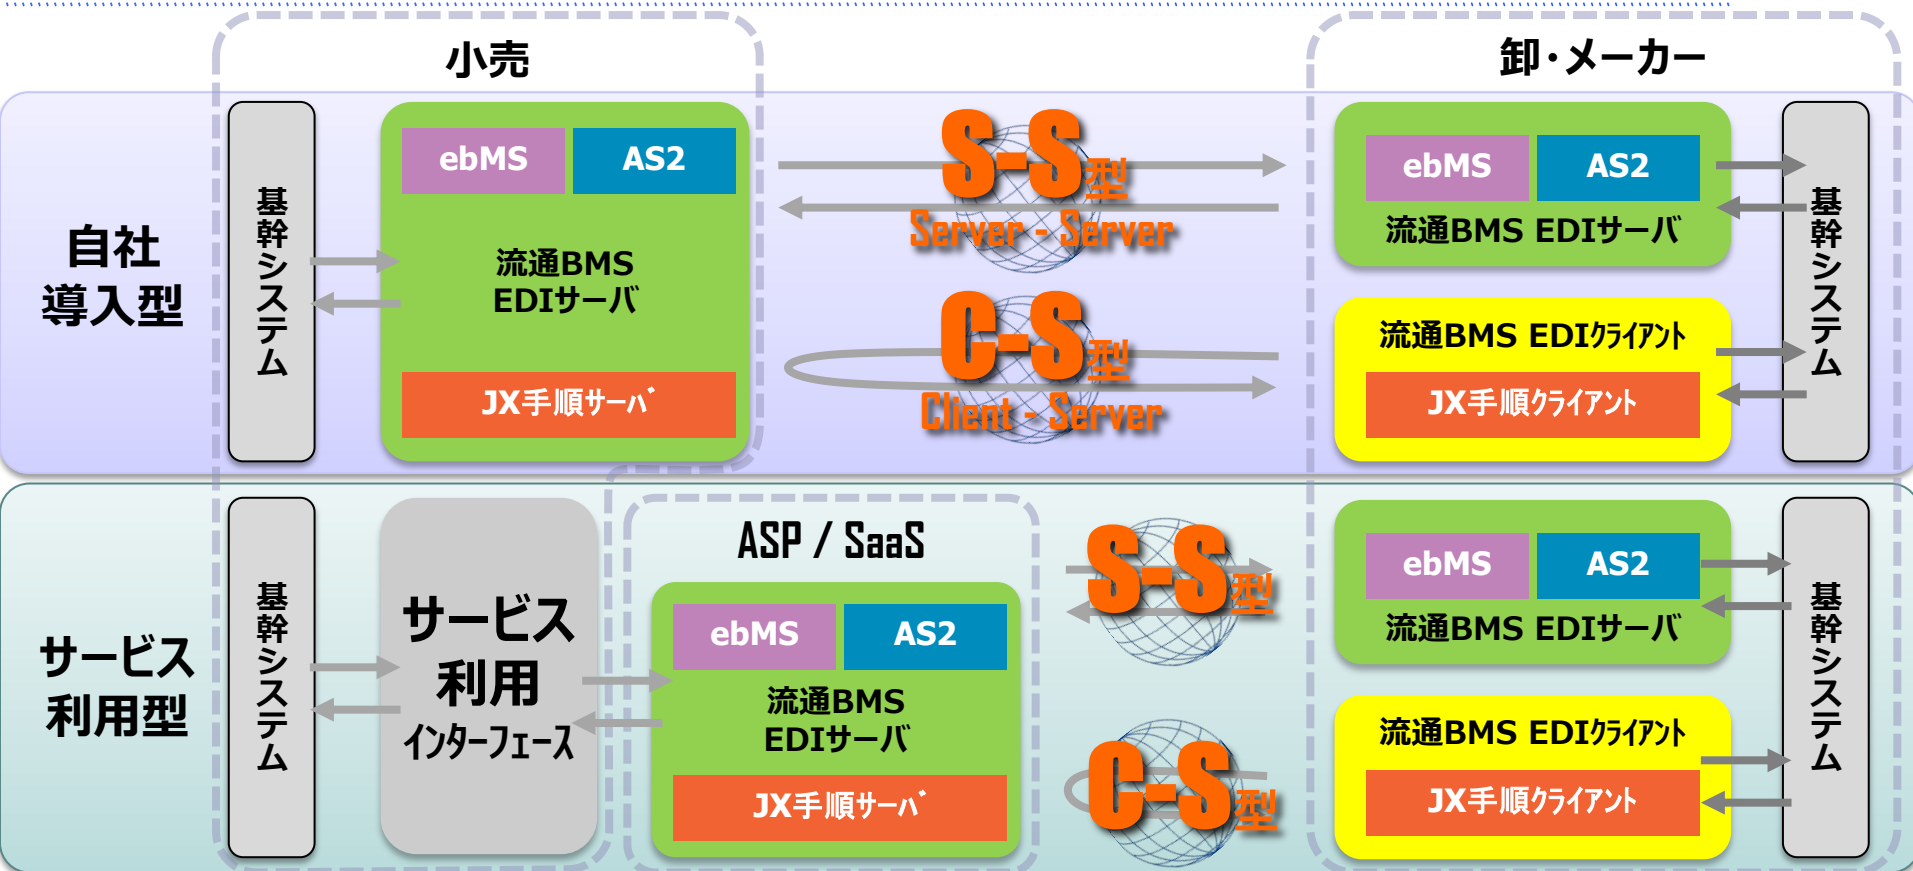 小売
卸・メーカー
自社
導入型
基幹システム
ebMS
AS2
流通BMS
EDIサーバ
JX手順サーバ
S-S型
Server - Server
C-S型
Client - Server
ebMS
AS2
流通BMS EDIサーバ
流通BMS EDIクライアント
JX手順クライアント
基幹システム
サービス
利用型
基幹システム
サービス
利用
インターフェース
ASP / SaaS
ebMS
AS2
流通BMS
EDIサーバ
JX手順サーバ
S-S型
C-S型
ebMS
AS2
流通BMS EDIサーバ
流通BMS EDIクライアント
JX手順クライアント
基幹システム